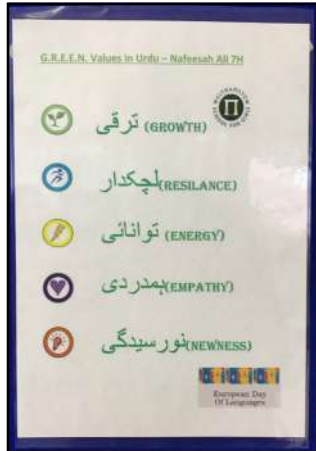 G.R.E.E.N. Values in Urdu – Nafeesah Ali 7H
ترقی (GROWTH)
لچکدار(RESILANCE)
توانائی (ENERGY)
ہمدردی(EMPATHY)
نورسیدگی(NEWNESS)
European Day
Of Languages